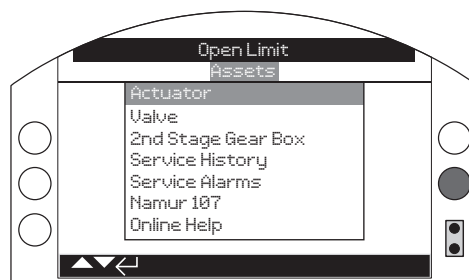 Open Limit
Assets
Actuator
Valve
2nd Stage Gear Box
Service History
Service Alarms
Namur 107
Online Help